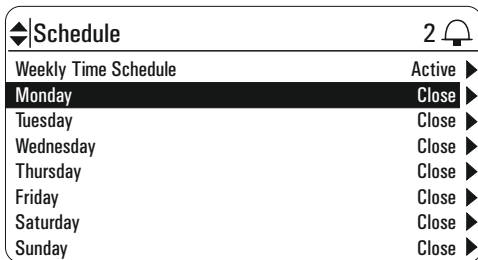 Schedule 2
Weekly Time Schedule Active
Monday Close
Tuesday Close
Wednesday Close
Thursday Close
Friday Close
Saturday Close
Sunday Close